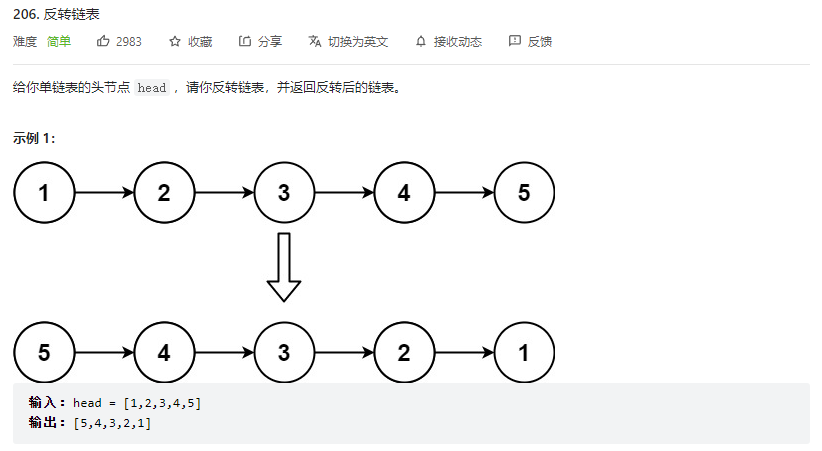 206. 反转链表
难度 简单 2983 收藏 分享 切换为英文 接收动态 反馈
给你单链表的头节点 head ，请你反转链表，并返回反转后的链表。
示例 1：
1 2 3 4 5
5 4 3 2 1
输入：head = [1,2,3,4,5]
输出：[5,4,3,2,1]